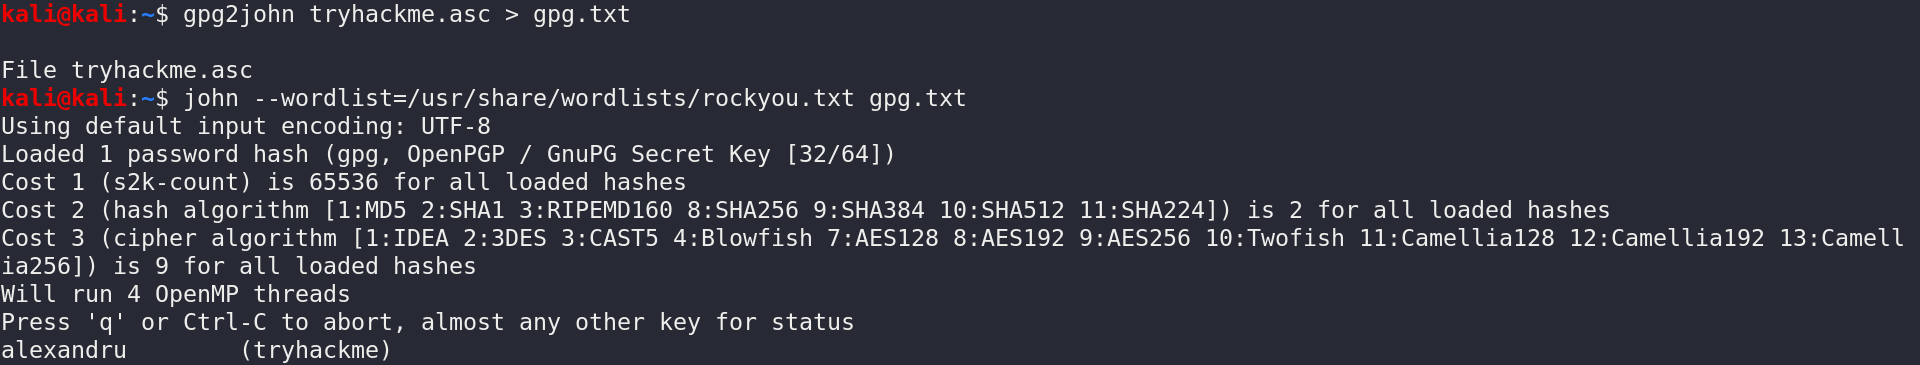 kali@kali:~$ gpg2john tryhackme.asc > gpg.txt

File tryhackme.asc
kali@kali:~$ john --wordlist=/usr/share/wordlists/rockyou.txt gpg.txt
Using default input encoding: UTF-8
Loaded 1 password hash (gpg, OpenPGP / GnuPG Secret Key [32/64])
Cost 1 (s2k-count) is 65536 for all loaded hashes
Cost 2 (hash algorithm [1:MD5 2:SHA1 3:RIPEMD160 8:SHA256 9:SHA384 10:SHA512 11:SHA224]) is 2 for all loaded hashes
Cost 3 (cipher algorithm [1:IDEA 2:3DES 3:CAST5 4:Blowfish 7:AES128 8:AES192 9:AES256 10:Twofish 11:Camellia128 12:Camellia192 13:Camell
ia256]) is 9 for all loaded hashes
Will run 4 OpenMP threads
Press 'q' or Ctrl-C to abort, almost any other key for status
alexandru        (tryhackme)